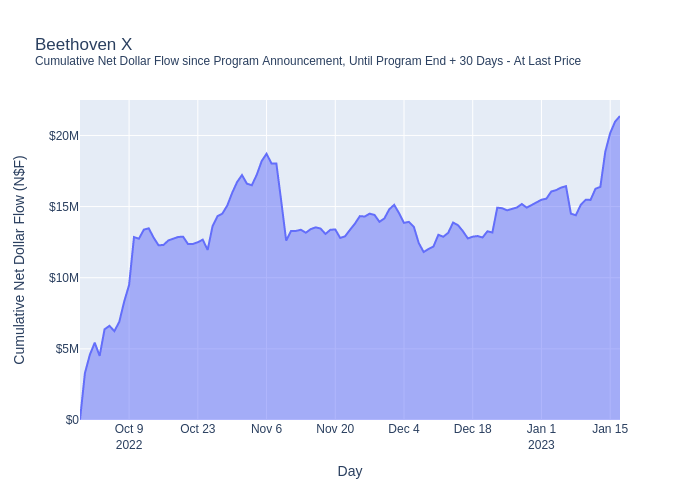 Beethoven X
Cumulative Net Dollar Flow since Program Announcement, Until Program End + 30 Days - At Last Price
Cumulative Net Dollar Flow (N$F)
$20M
$15M
$10M
$5M
$0
Oct 9
2022
Oct 23
Nov 6
Nov 20
Dec 4
Dec 18
Jan 1
2023
Jan 15
Day